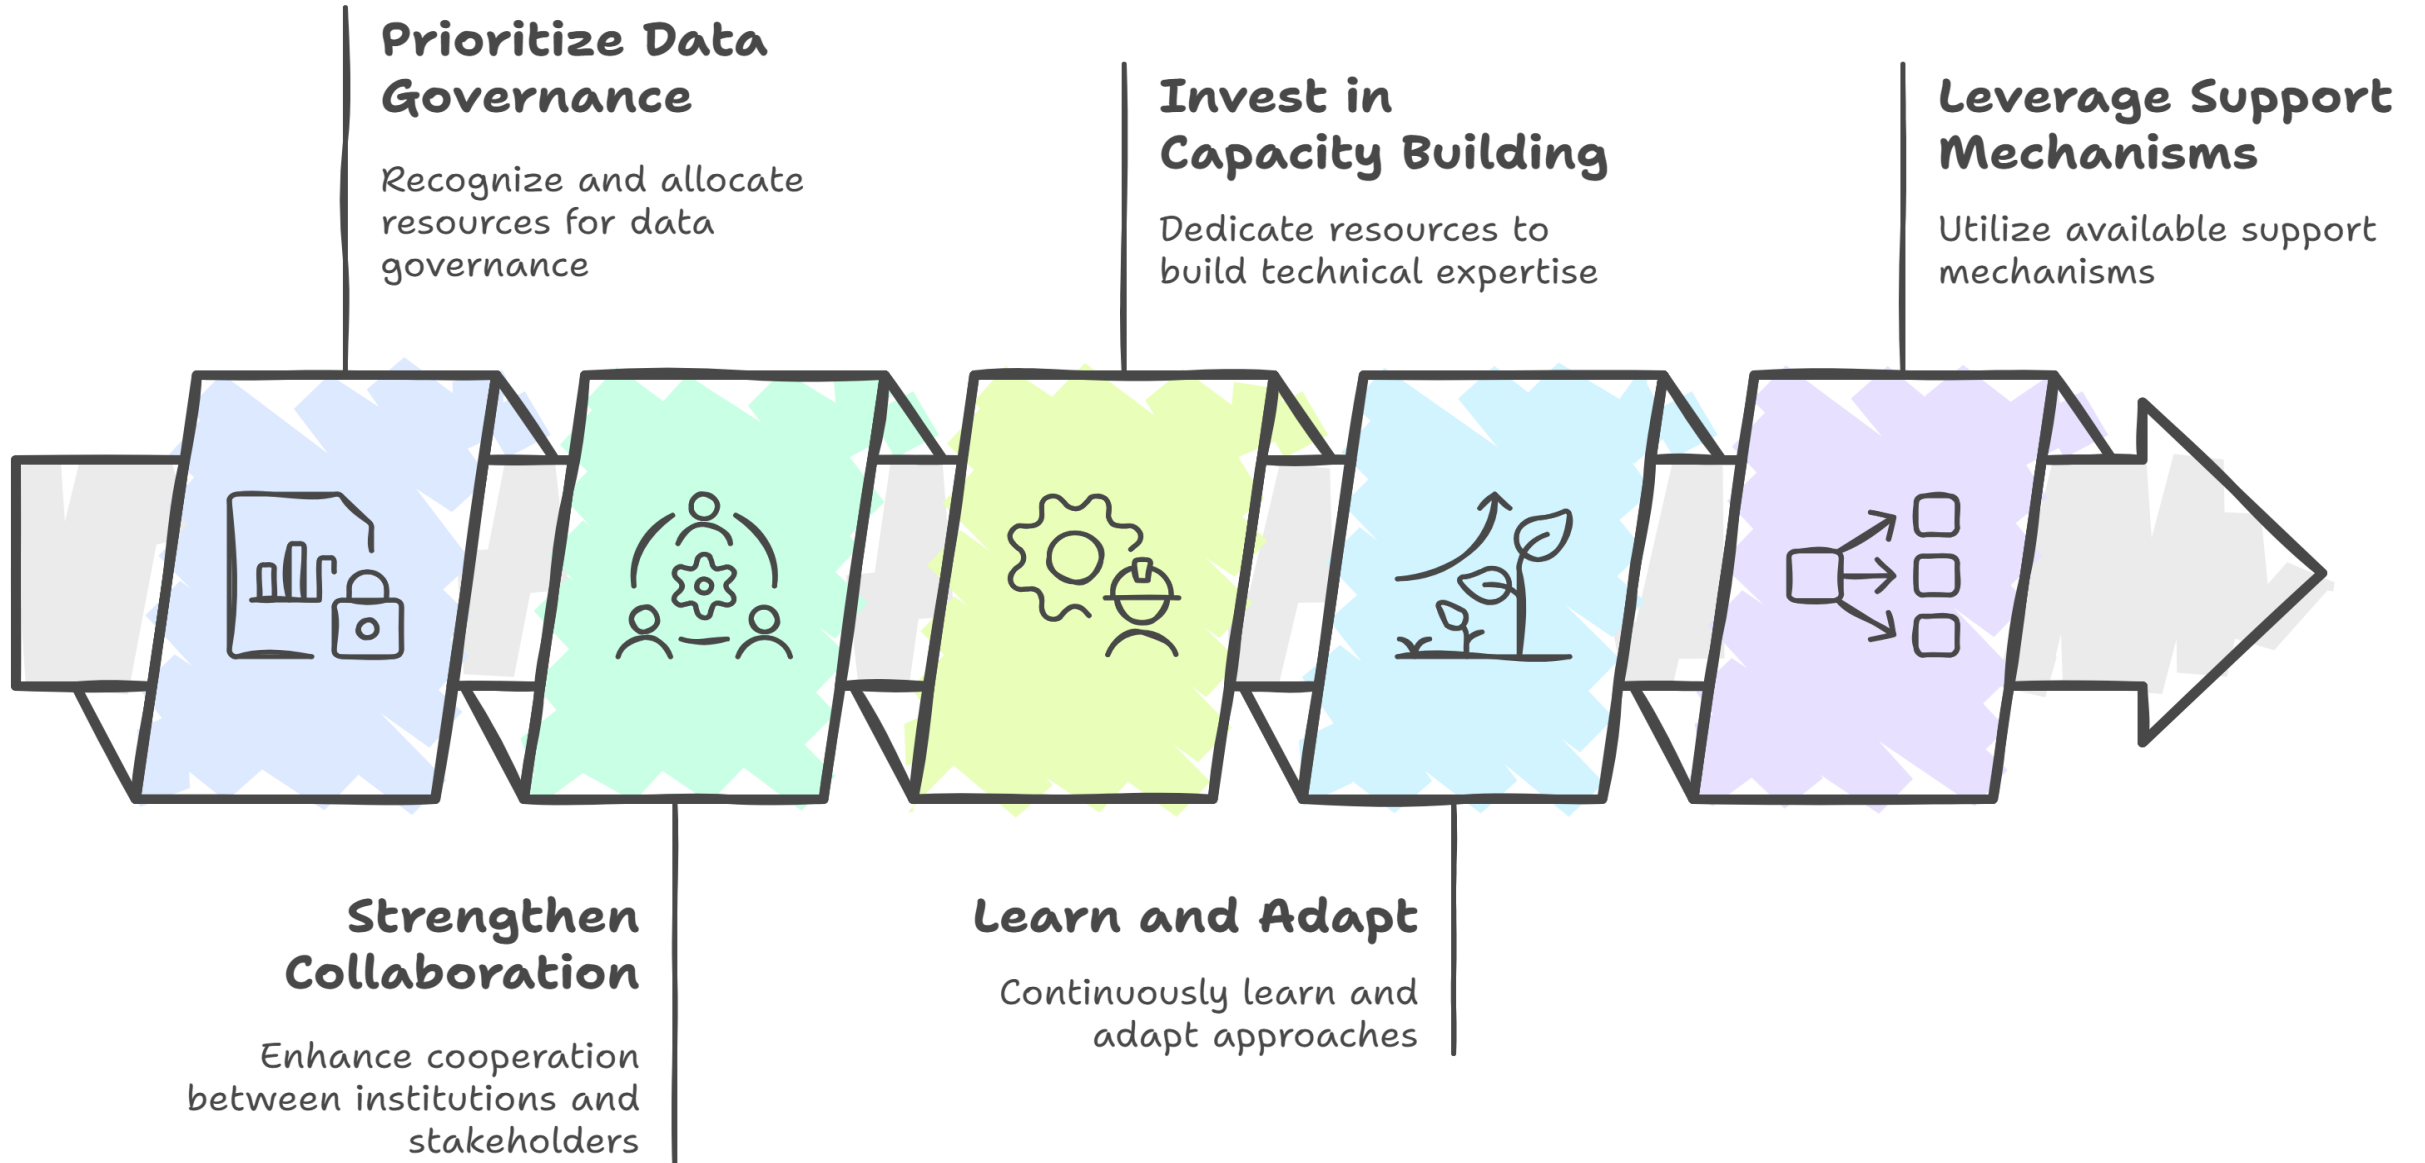 Prioritize Data
Governance
Recognize and allocate
resources for data
governance
Strengthen
Collaboration
Enhance cooperation
between institutions and
stakeholders
Invest in
Capacity Building
Dedicate resources to
build technical expertise
Learn and Adapt
Continuously learn and
adapt approaches
Leverage Support
Mechanisms
Utilize available support
mechanisms